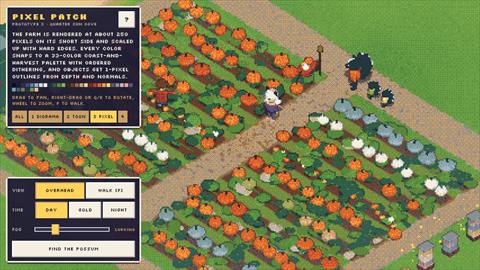 PIXEL PATCH
?
PROTOTYPE 3 - QUARTER ZUM COVE
THE FARM IS RENDERED AT ABOUT 250
PIXELS ON ITS SHORT SIDE AND SCALED
UP WITH HARD EDGES. EVERY COLOR
SNAPS TO A 33-COLOR COAST-AND-
HARVEST PALETTE WITH ORDERED
DITHERING, AND OBJECTS GET 1-PIXEL
OUTLINES FROM DEPTH AND NORMALS.
DRAG TO PAN, RIGHT-DRAG OR Q/E TO ROTATE,
WHEEL TO ZOOM, F TO WALK.
ALL 1 DIORAMA 2 TOON 3 PIXEL
VIEW OVERHEAD WALK (F)
TIME DAY GOLD NIGHT
FOG LURKING
FIND THE POSSUM